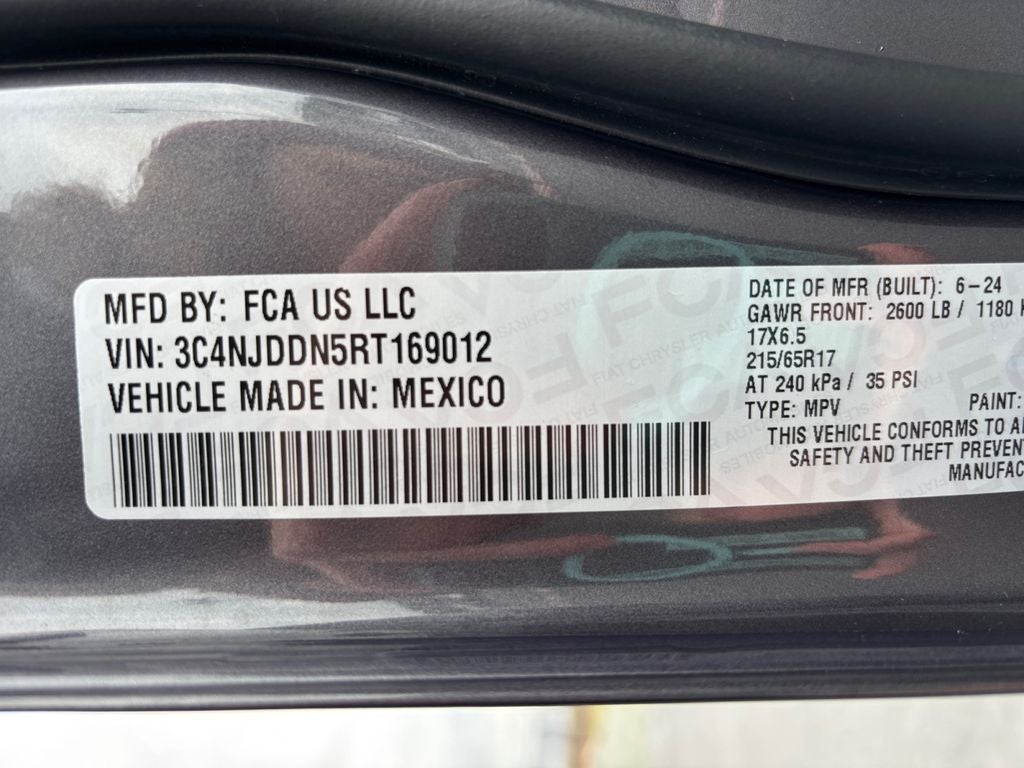 MFD BY: FCA US LLC
VIN: 3C4NJDDN5RT169012
VEHICLE MADE IN: MEXICO
DATE OF MFR (BUILT): 6-24
GAWR FRONT: 2600 LB / 1180
17X6.5
215/65R17
AT 240 kPa / 35 PSI
TYPE: MPV PAINT:
THIS VEHICLE CONFORMS TO
SAFETY AND THEFT